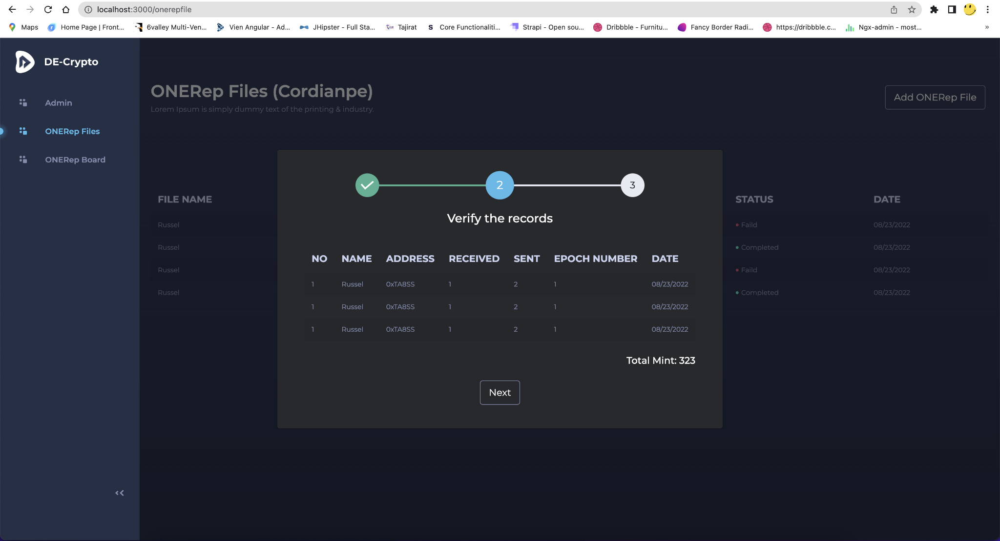 localhost:3000/onerepfile
Maps Home Page | Front... 6valley Multi-Ven... Vien Angular - Ad... JHipster - Full Sta... Tajirat S Core Functionaliti... Strapi - Open sou... Dribbble - Furnitu... Fancy Border Radi... https://dribbble.c... Ngx-admin - most... »
DE-Crypto
Admin
ONERep Files
ONERep Board
ONERep Files (Cordianpe)
Lorem Ipsum is simply dummy text of the printing & industry.
Add ONERep File
FILE NAME STATUS DATE
Russel Faild 08/23/2022
Russel Completed 08/23/2022
Russel Faild 08/23/2022
Russel Completed 08/23/2022
2 3
Verify the records
NO NAME ADDRESS RECEIVED SENT EPOCH NUMBER DATE
1 Russel 0xTA8SS 1 2 1 08/23/2022
1 Russel 0xTA8SS 1 2 1 08/23/2022
1 Russel 0xTA8SS 1 2 1 08/23/2022
Total Mint: 323
Next